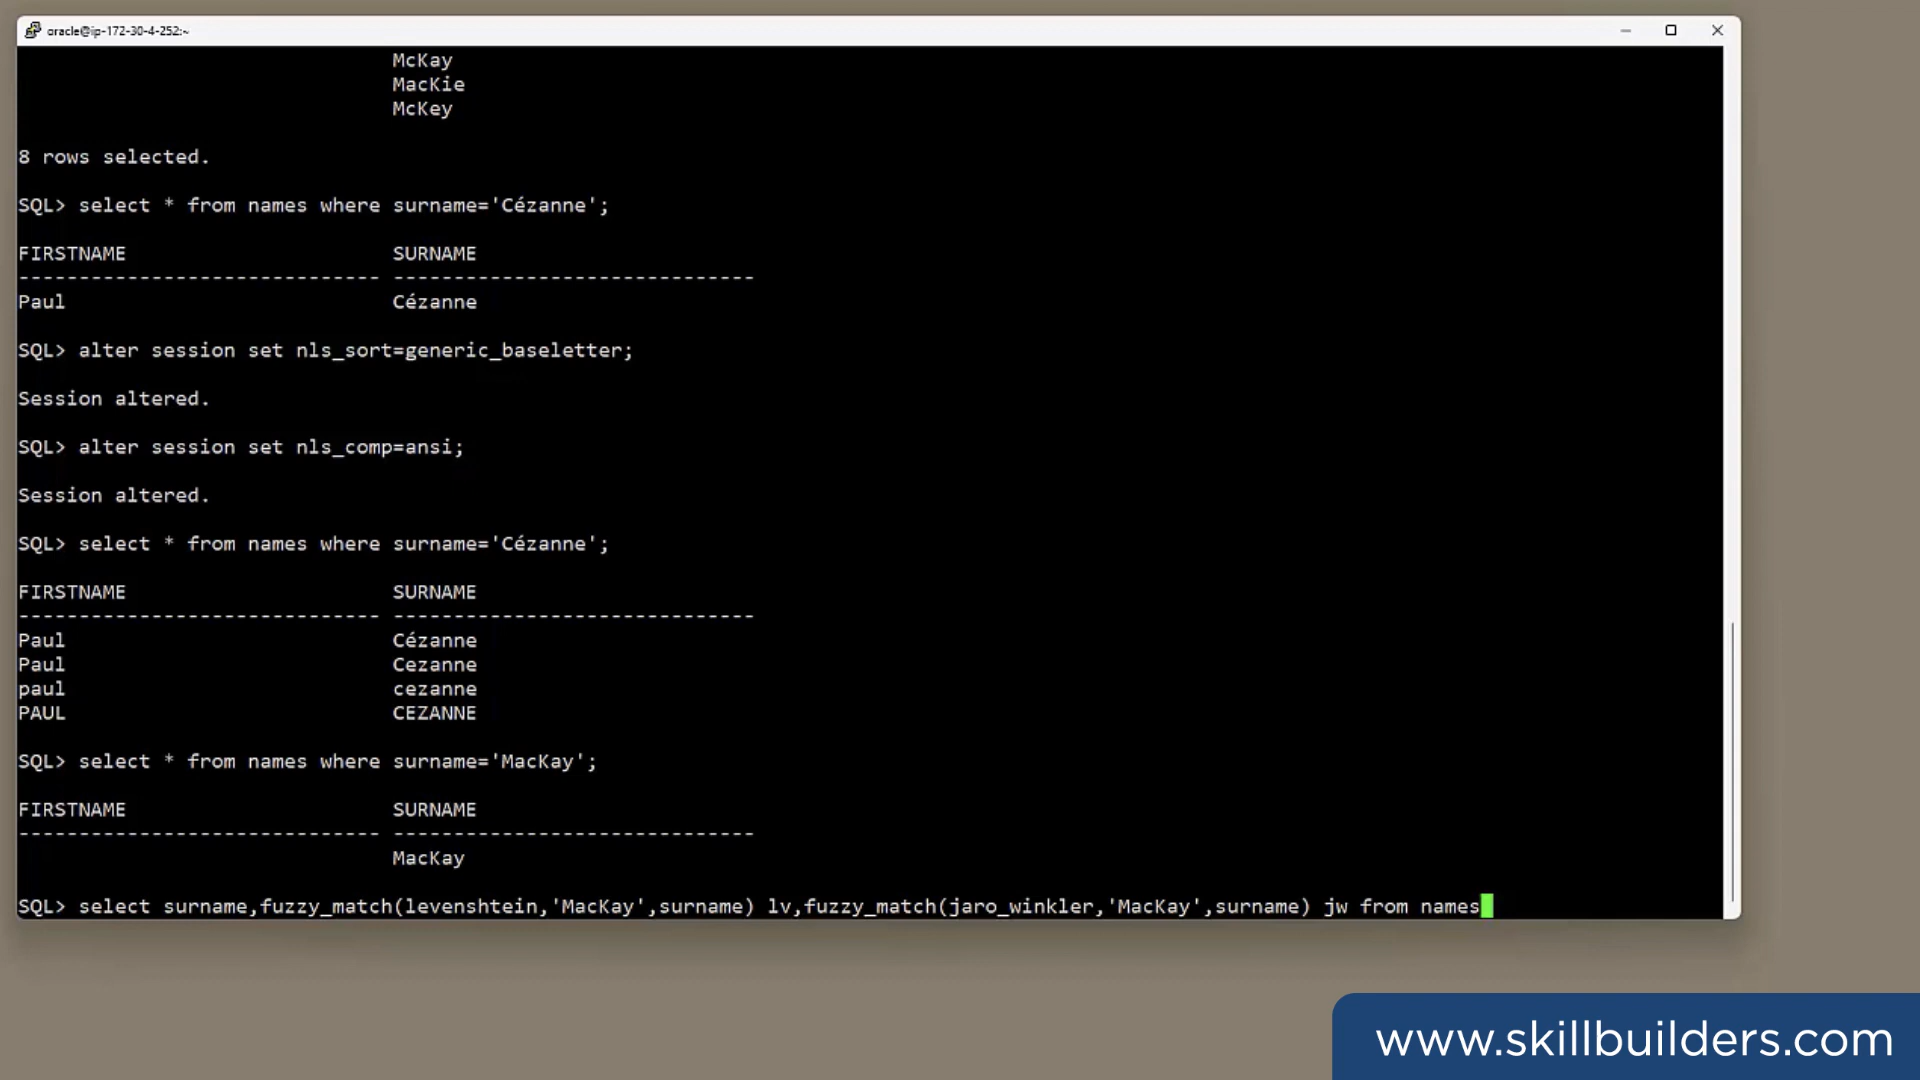 oracle@ip-172-30-4-252:~
McKay
MacKie
McKey
8 rows selected.
SQL> select * from names where surname='Cézanne';
FIRSTNAME SURNAME
------------------------------ ------------------------------
Paul Cézanne
SQL> alter session set nls_sort=generic_baseletter;
Session altered.
SQL> alter session set nls_comp=ansi;
Session altered.
SQL> select * from names where surname='Cézanne';
FIRSTNAME SURNAME
------------------------------ ------------------------------
Paul Cézanne
Paul Cezanne
paul cezanne
PAUL CEZANNE
SQL> select * from names where surname='MacKay';
FIRSTNAME SURNAME
------------------------------ ------------------------------
MacKay
SQL> select surname,fuzzy_match(levenshtein,'MacKay',surname) lv,fuzzy_match(jaro_winkler,'MacKay',surname) jw from names
www.skillbuilders.com